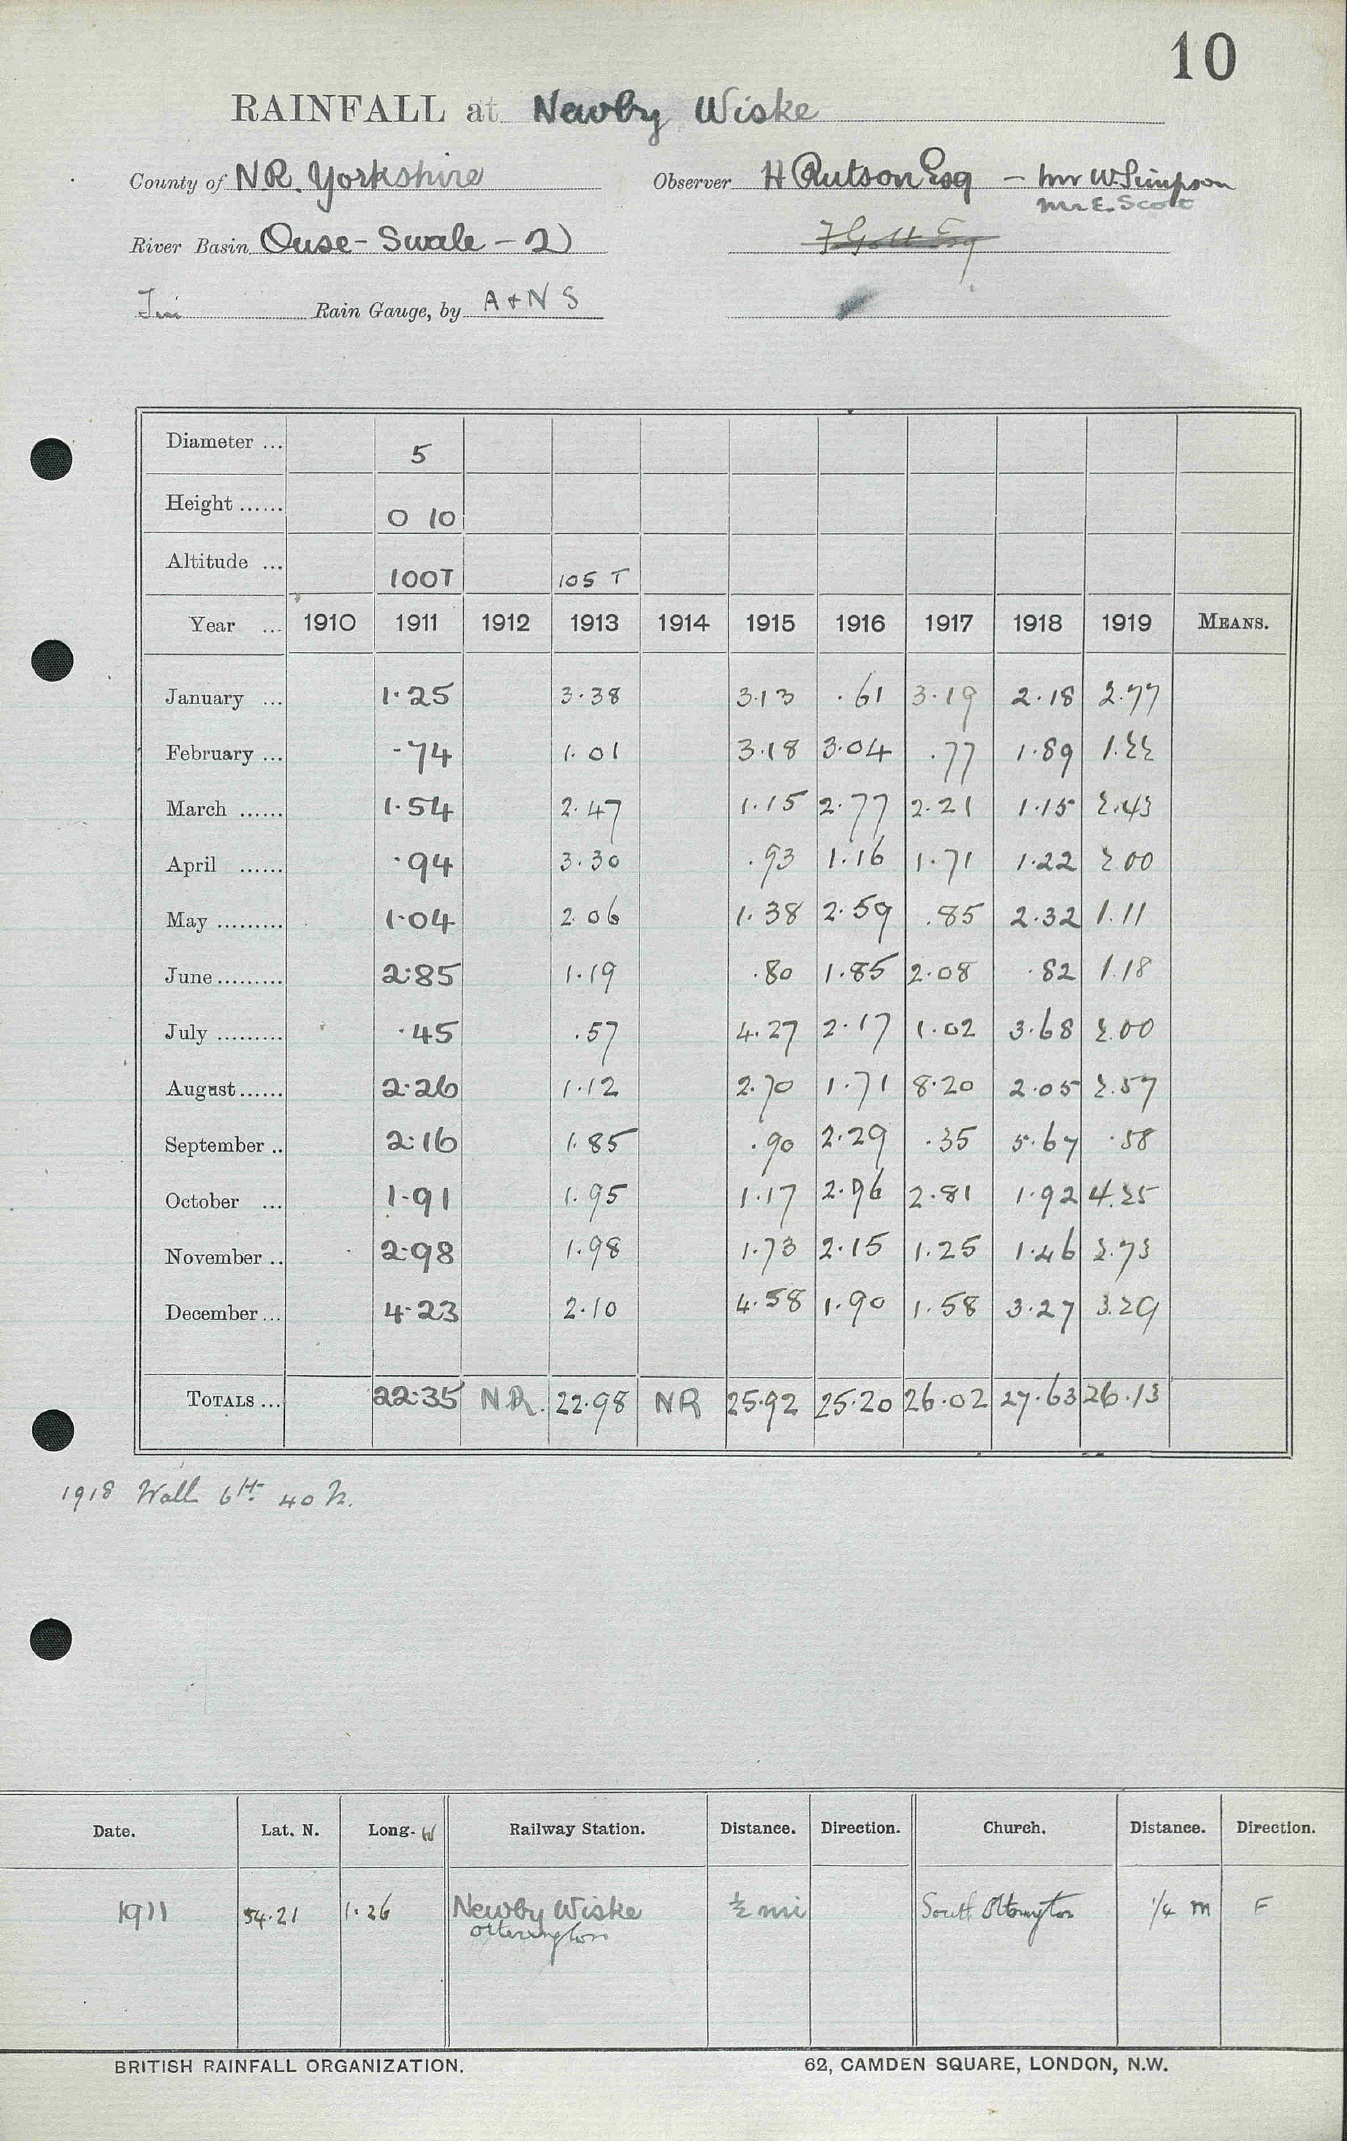 10
RAINFALL at Newby Wiske
County of N.R. Yorkshire Observer H Rutson Esq - Mr W. Simpson
Mr E. Scott
River Basin Ouse - Swale - 2)
Rain Gauge, by A + N S
Diameter ... 5
Height ...... 0 10
Altitude ... 100T 105 T
Year ... 1910 1911 1912 1913 1914 1915 1916 1917 1918 1919 MEANS.
January ... 1.25 3.38 3.13 .61 3.19 2.18 2.77
February ... .74 1.01 3.18 3.04 .77 1.89 1.22
March ...... 1.54 2.47 1.15 2.77 2.21 1.15 2.43
April ...... .94 3.30 .93 1.16 1.71 1.22 2.00
May ......... 1.04 2.06 1.38 2.59 .85 2.32 1.11
June ......... 2.85 1.19 .80 1.85 2.08 .82 1.18
July ......... .45 .57 4.27 2.17 1.02 3.68 2.00
August ...... 2.26 1.12 2.70 1.71 8.20 2.05 2.57
September .. 2.16 1.85 .90 2.29 .35 5.67 .58
October ... 1.91 1.95 1.17 2.96 2.81 1.92 4.25
November .. 2.98 1.98 1.73 2.15 1.25 1.46 2.73
December ... 4.23 2.10 4.58 1.90 1.58 3.27 3.29
TOTALS ... 22.35 N.R. 22.98 NR 25.92 25.20 26.02 27.63 26.13
1918 Wall 6ft 40
Date. Lat. N. Long. W Railway Station. Distance. Direction. Church. Distance. Direction.
1911 54.21 1.26 Newby Wiske ½ mi South Otterington ¼ m E
Otterington
BRITISH RAINFALL ORGANIZATION. 62, CAMDEN SQUARE, LONDON, N.W.